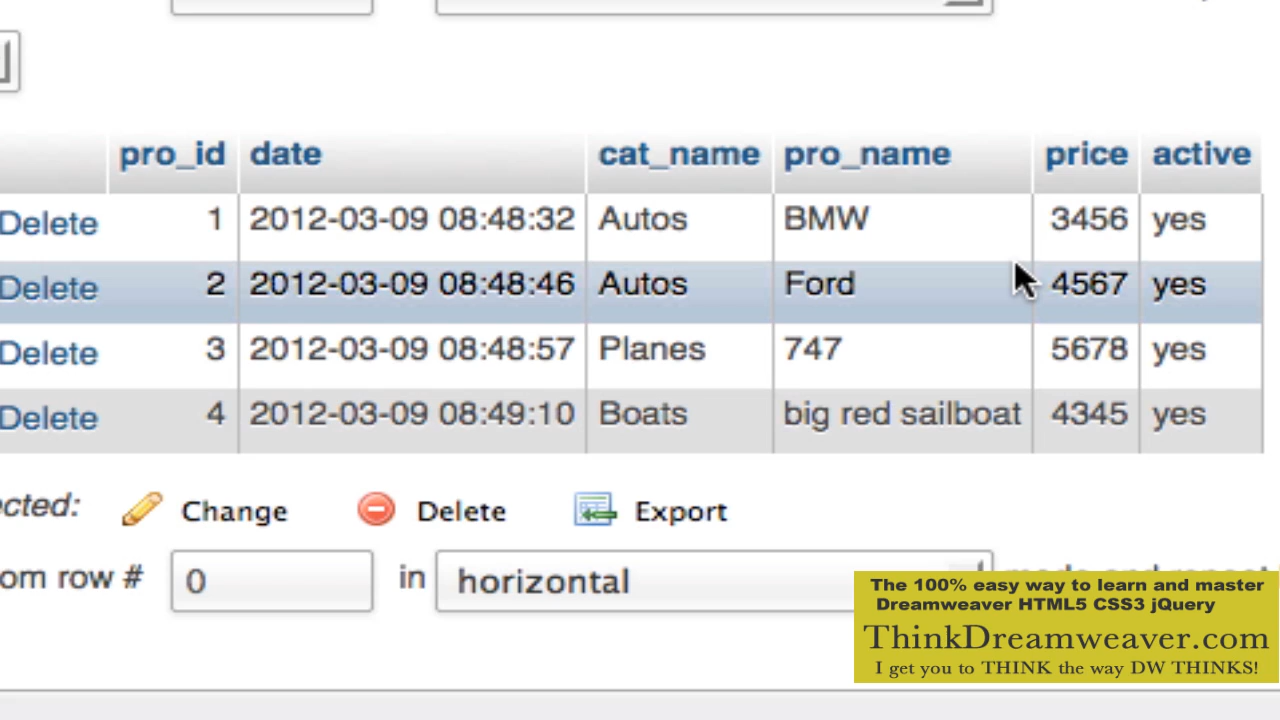 pro_id date cat_name pro_name price active
Delete 1 2012-03-09 08:48:32 Autos BMW 3456 yes
Delete 2 2012-03-09 08:48:46 Autos Ford 4567 yes
Delete 3 2012-03-09 08:48:57 Planes 747 5678 yes
Delete 4 2012-03-09 08:49:10 Boats big red sailboat 4345 yes
Change Delete Export
row # 0 in horizontal
The 100% easy way to learn and master
Dreamweaver HTML5 CSS3 jQuery
ThinkDreamweaver.com
I get you to THINK the way DW THINKS!